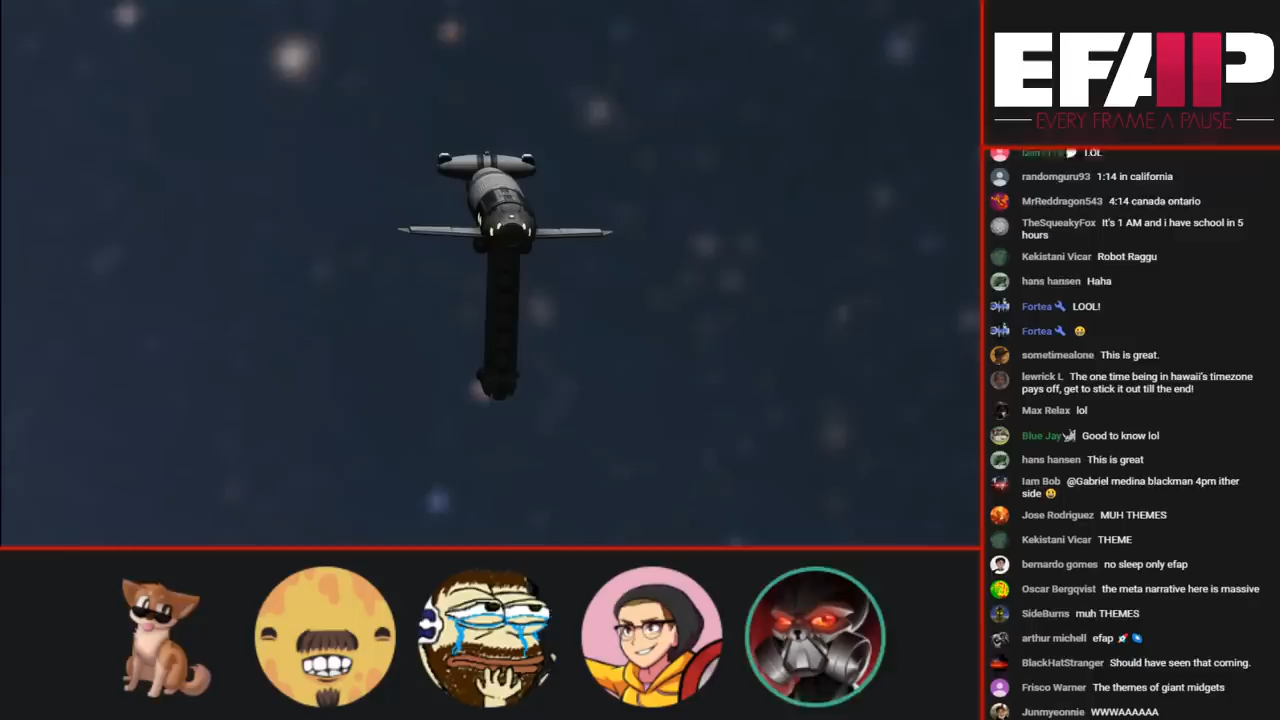 EFAP
EVERY FRAME A PAUSE
LOL
randomguru93 1:14 in california
MrReddragon543 4:14 canada ontario
TheSqueakyFox It's 1 AM and i have school in 5
hours
Kekistani Vicar Robot Raggu
hans hansen Haha
Fortea LOOL!
Fortea
sometimealone This is great.
lewrick L The one time being in hawaii's timezone
pays off, get to stick it out till the end!
Max Relax lol
Blue Jay Good to know lol
hans hansen This is great
Iam Bob @Gabriel medina blackman 4pm ither
side
Jose Rodriguez MUH THEMES
Kekistani Vicar THEME
bernardo gomes no sleep only efap
Oscar Bergqvist the meta narrative here is massive
SideBurns muh THEMES
arthur michell efap
BlackHatStranger Should have seen that coming.
Frisco Warner The themes of giant midgets
Junmyeonnie WWWAAAAAA